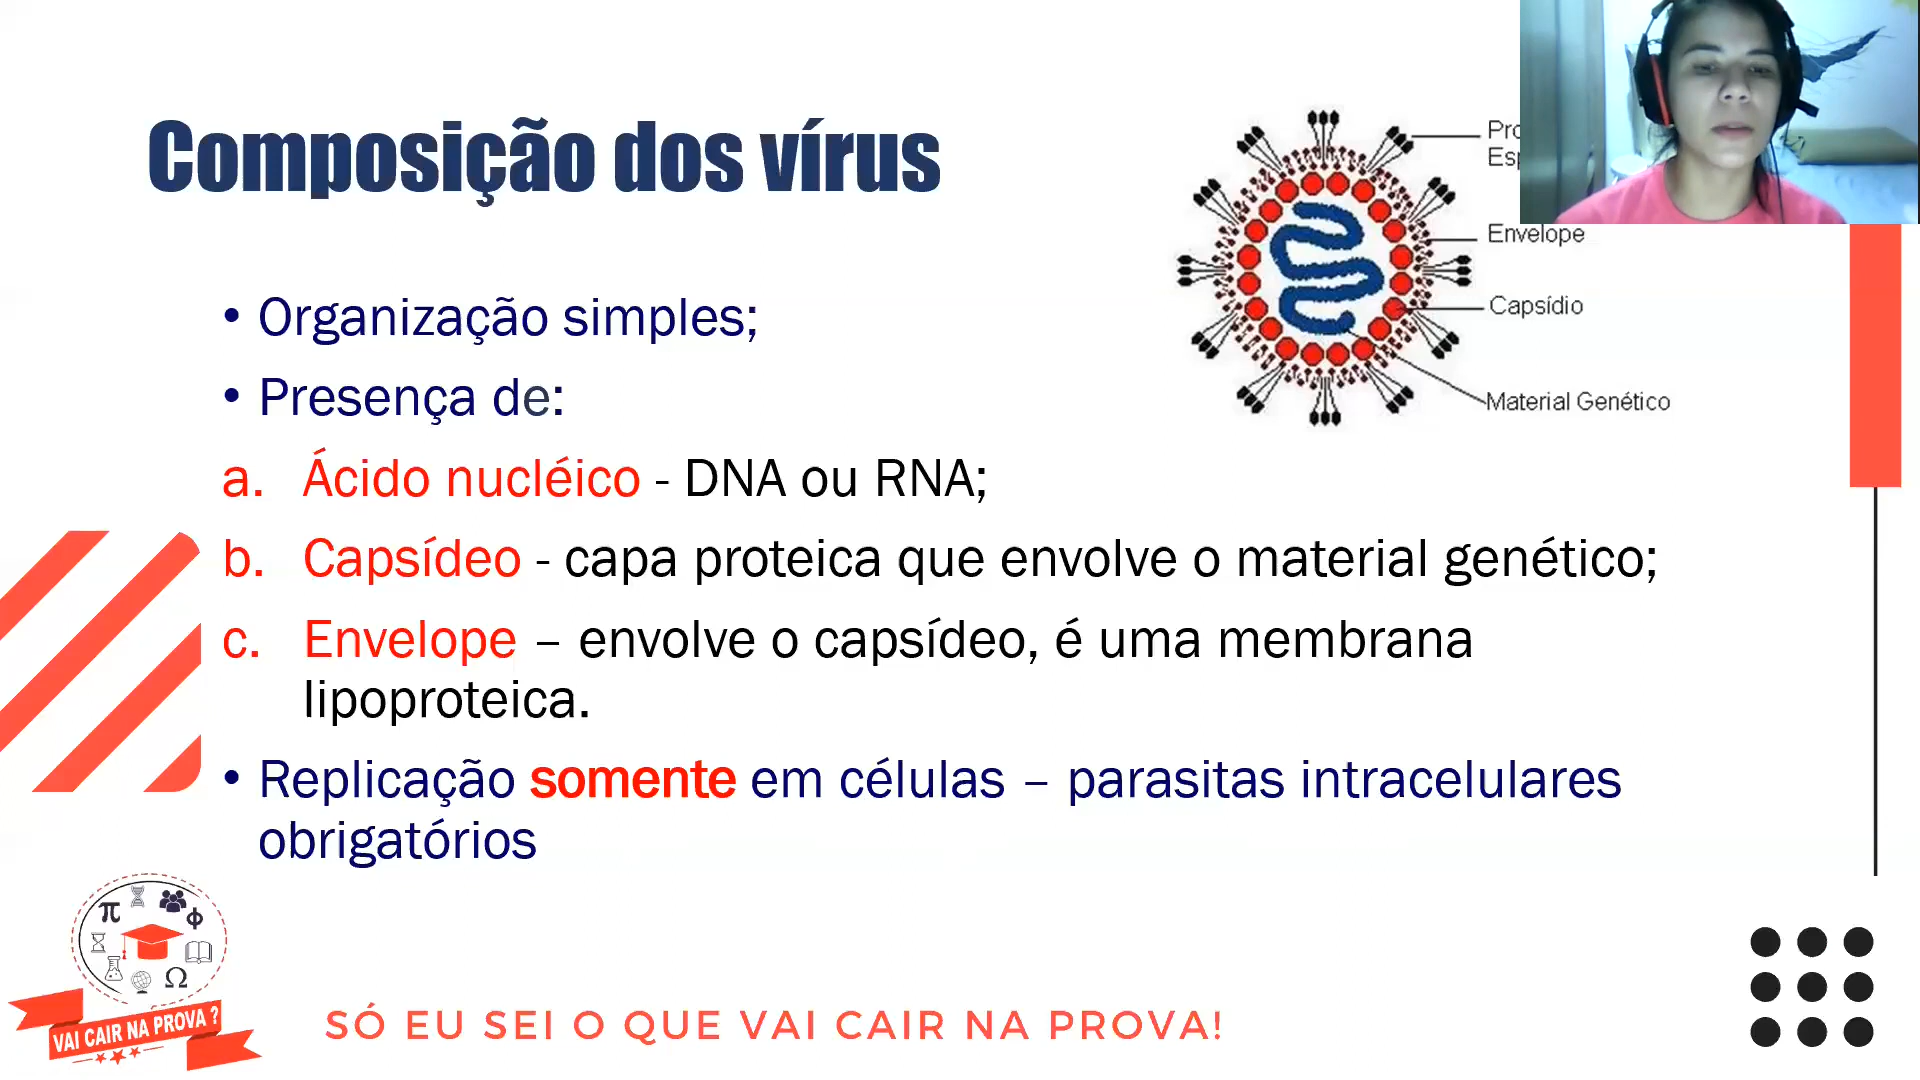 Composição dos vírus
Envelope
Capsídio
Material Genético
• Organização simples;
• Presença de:
a. Ácido nucléico - DNA ou RNA;
b. Capsídeo - capa proteica que envolve o material genético;
c. Envelope – envolve o capsídeo, é uma membrana
lipoproteica.
• Replicação somente em células – parasitas intracelulares
obrigatórios
π
ϕ
Ω
VAI CAIR NA PROVA ?
SÓ EU SEI O QUE VAI CAIR NA PROVA!